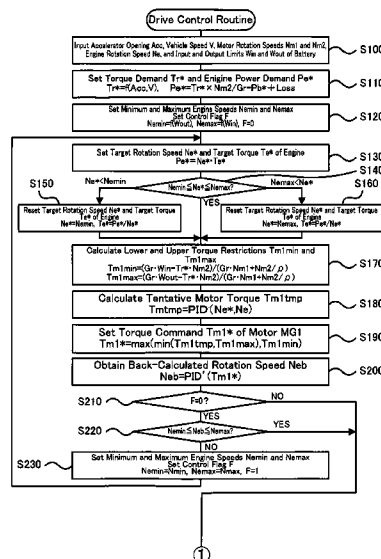 Drive Control Routine
Input Accelerator Opening Acc, Vehicle Speed V, Motor Rotation Speeds Nm1 and Nm2,
Engine Rotation Speed Ne, and Input and Output Limits Win and Wout of Battery
S100
Set Torque Demand Tr* and Enigine Power Demand Pe*
Tr*=f(Acc,V), Pe*=Tr*×Nm2/Gr-Pb*+Loss
S110
Set Minimum and Maximum Engine Speeds Nemin and Nemax
Set Control Flag F
Nemin=f(Wout), Nemax=f(Win), F=0
S120
Set Target Rotation Speed Ne* and Target Torque Te* of Engine
Pe*=Ne*·Te*
S130
S140
Ne*<Nemin
Nemin≦Ne*≦Nemax?
Nemax<Ne*
S150
S160
YES
Reset Target Rotation Speed Ne* and Target Torque
Te* of Engine
Ne*=Nemin, Te*=Pe*/Ne*
Reset Target Rotation Speed Ne* and Target Torque
Te* of Engine
Ne*=Nemax, Te*=Pe*/Ne*
Calculate Lower and Upper Torque Restrictions Tm1min and
Tm1max
Tm1min=(Gr·Win-Tr*·Nm2)/(Gr·Nm1+Nm2/ρ)
Tm1max=(Gr·Wout-Tr*·Nm2)/(Gr·Nm1+Nm2/ρ)
S170
Calculate Tentative Motor Torque Tm1tmp
Tmtmp=PID(Ne*,Ne)
S180
Set Torque Command Tm1* of Motor MG1
Tm1*=max(min(Tm1tmp,Tm1max),Tm1min)
S190
Obtain Back-Calculated Rotation Speed Neb
Neb=PID'(Tm1*)
S200
S210
F=0?
NO
YES
S220
Nemin≦Neb≦Nemax?
YES
NO
S230
Set Minimum and Maximum Engine Speeds Nemin and Nemax
Set Control Flag F
Nemin=Nmin, Nemax=Nmax, F=1
1